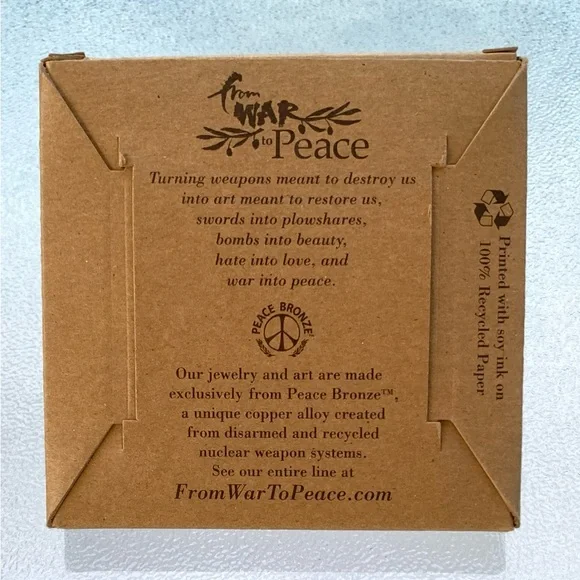 from
WAR
to Peace
Turning weapons meant to destroy us
into art meant to restore us,
swords into plowshares,
bombs into beauty,
hate into love, and
war into peace.
PEACE BRONZE
Our jewelry and art are made
exclusively from Peace Bronze™,
a unique copper alloy created
from disarmed and recycled
nuclear weapon systems.
See our entire line at
FromWarToPeace.com
Printed with soy ink on
100% Recycled Paper